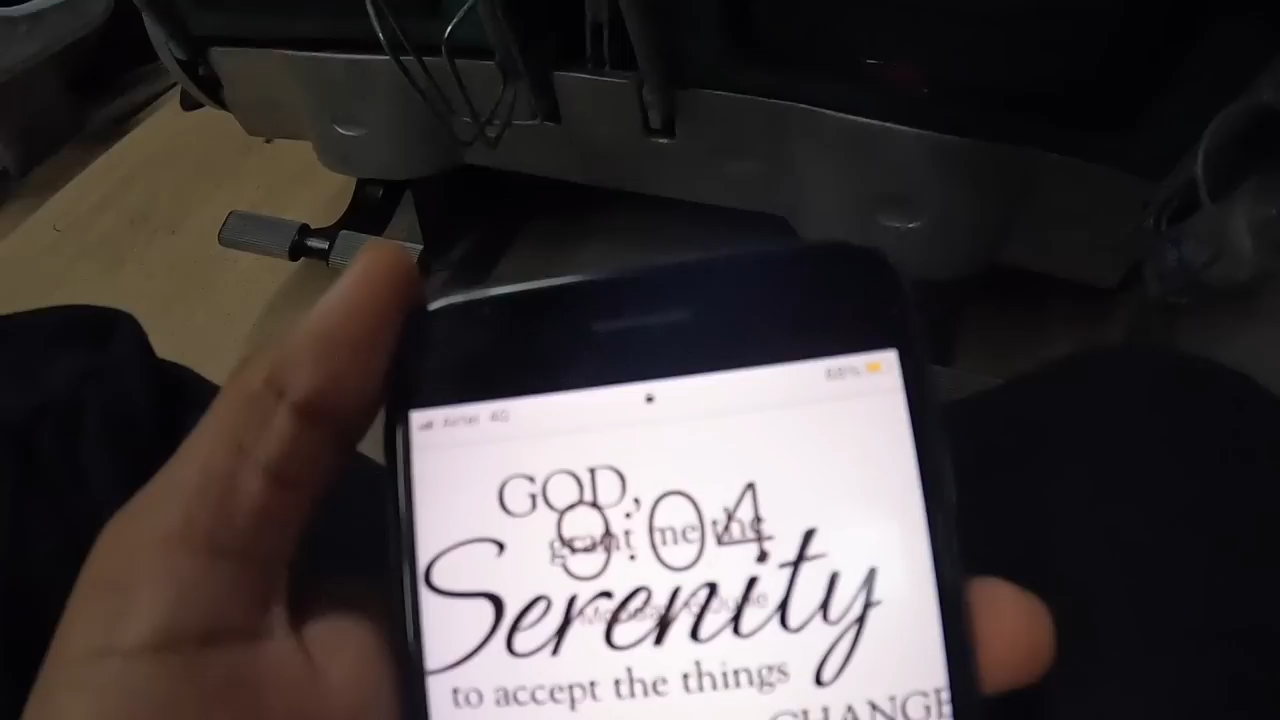 Airtel 4G
GOD,
9:04
grant me the
Serenity
to accept the things
CHANGE